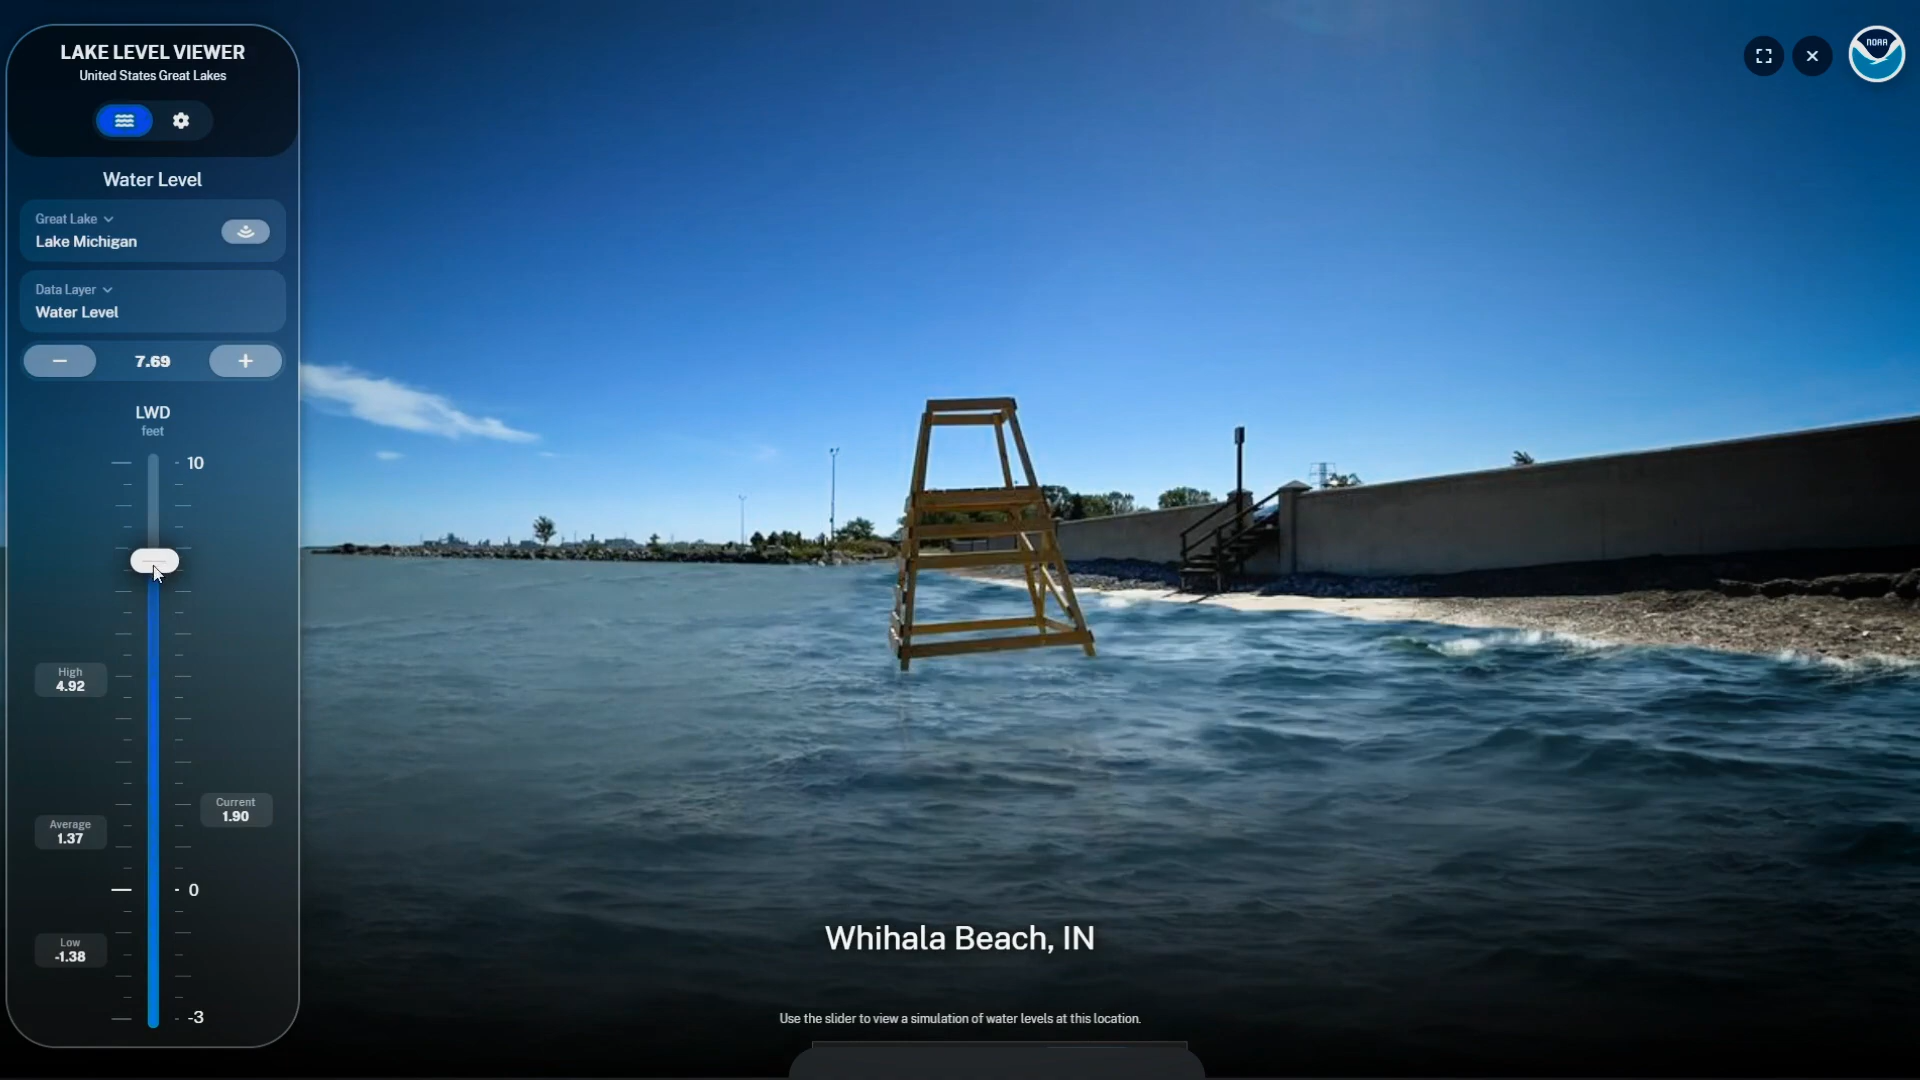 LAKE LEVEL VIEWER
United States Great Lakes
NOAA
Water Level
Great Lake
Lake Michigan
Data Layer
Water Level
7.69
LWD
feet
10
High
4.92
Current
1.90
Average
1.37
0
Low
-1.38
-3
Whihala Beach, IN
Use the slider to view a simulation of water levels at this location.